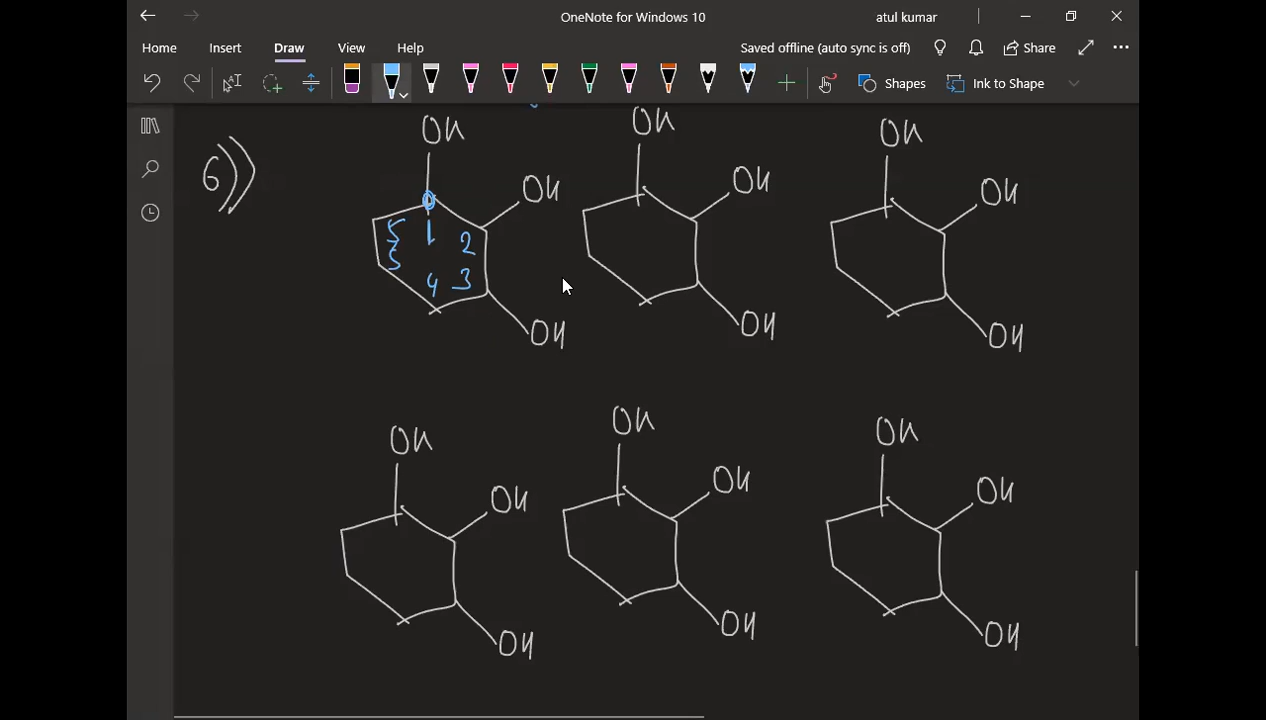 OneNote for Windows 10
atul kumar
Home Insert Draw View Help
Saved offline (auto sync is off)
Share
Shapes
Ink to Shape
6))
OH OH OH
OH OH OH
1 2
3 4
OH OH OH
OH OH OH
OH OH OH
OH OH OH